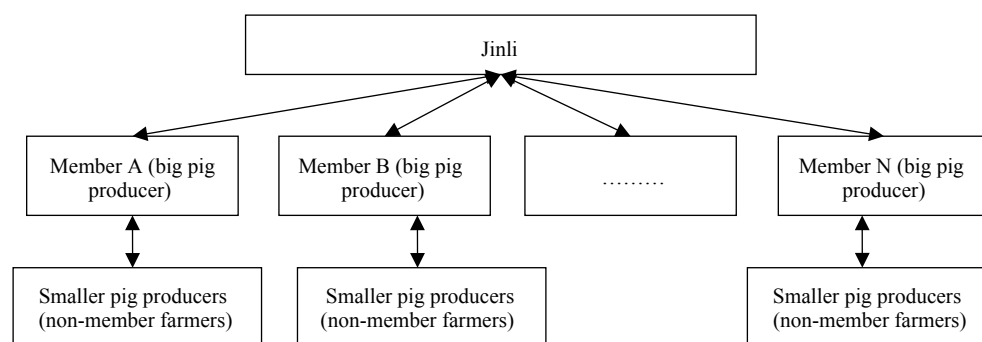 Jinli
Member A (big pig
producer)
Member B (big pig
producer)
………
Member N (big pig
producer)
Smaller pig producers
(non-member farmers)
Smaller pig producers
(non-member farmers)
Smaller pig producers
(non-member farmers)